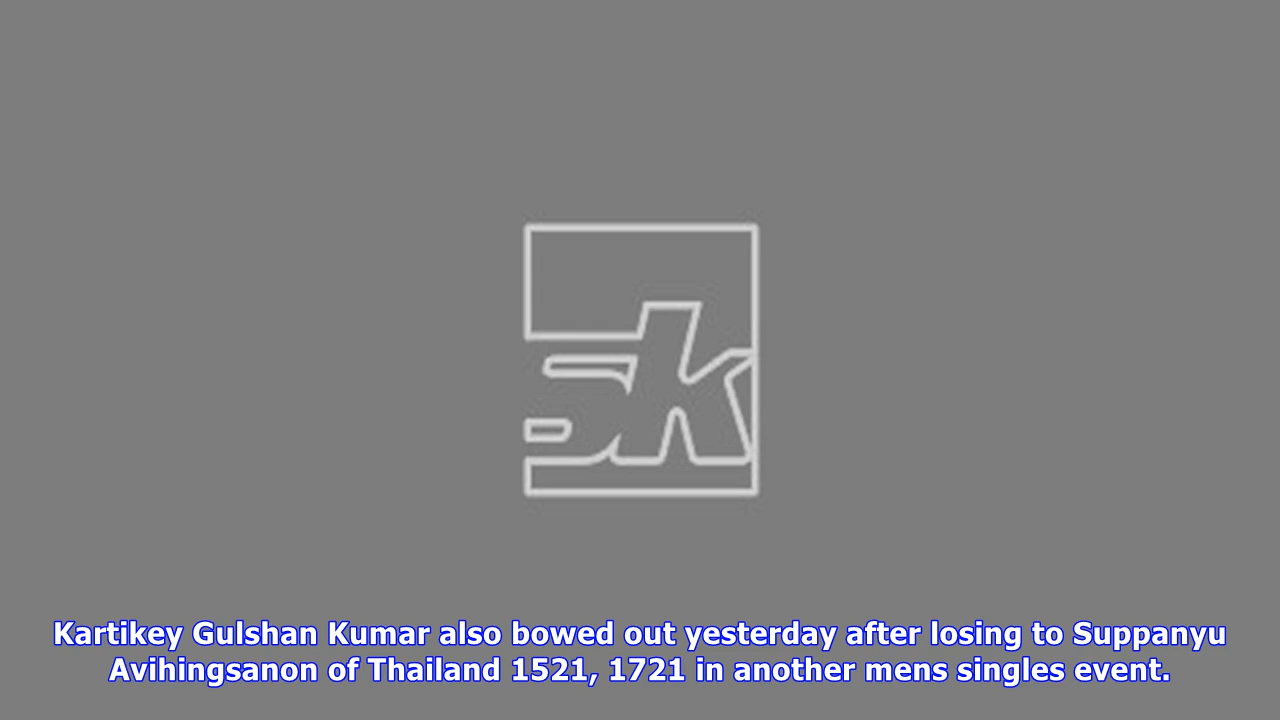 sk
Kartikey Gulshan Kumar also bowed out yesterday after losing to Suppanyu
Avihingsanon of Thailand 1521, 1721 in another mens singles event.